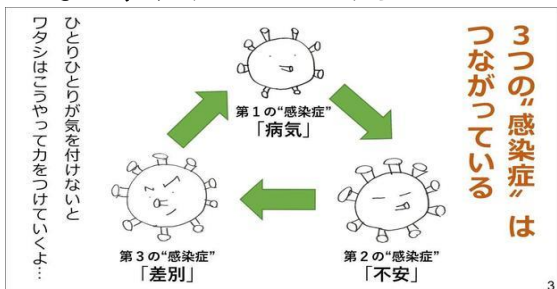 3つの“感染症”は
つながっている
第1の“感染症”
「病気」
第2の“感染症”
「不安」
第3の“感染症”
「差別」
ひとりひとりが気を付けないと
ワタシはこうやって力をつけていくよ…
3